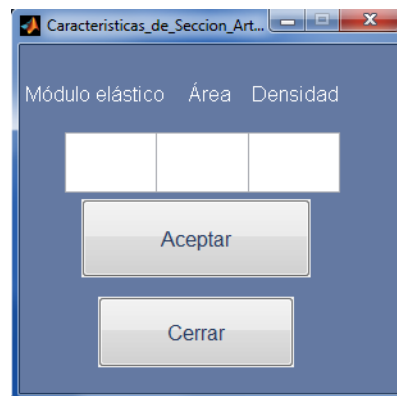 Caracteristicas_de_Seccion_Art...
Módulo elástico Área Densidad
Aceptar
Cerrar